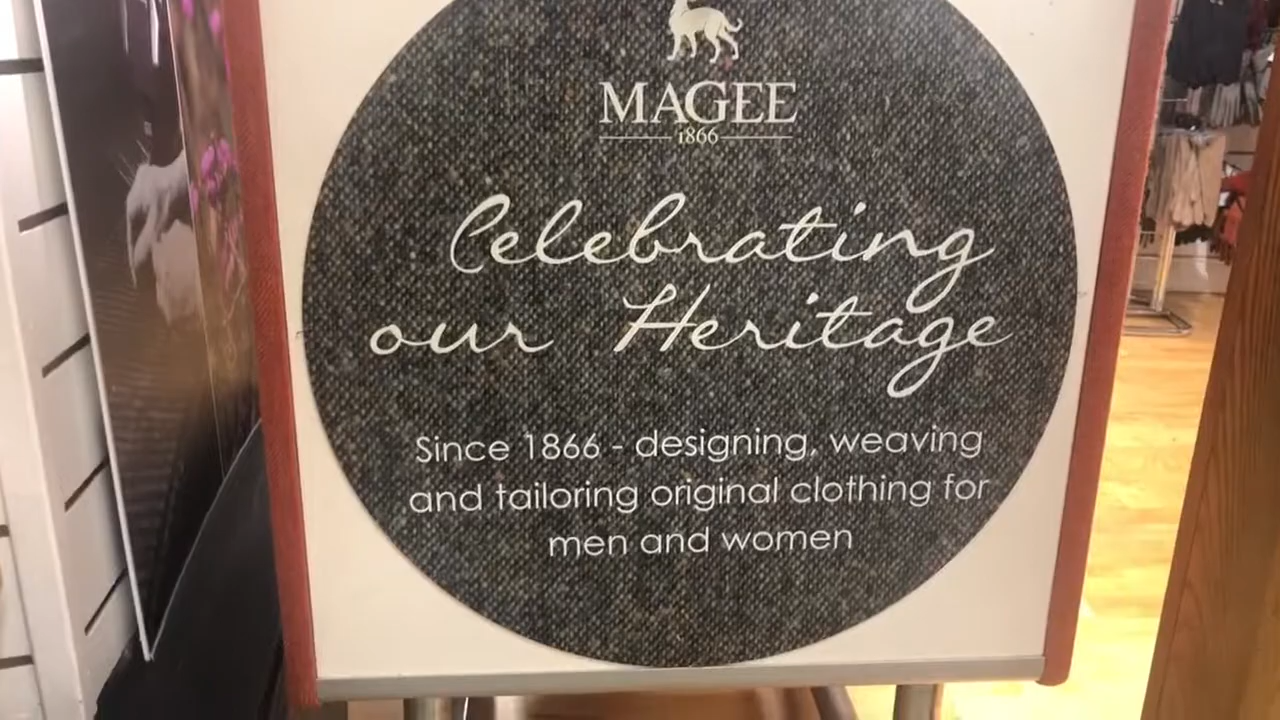 MAGEE
1866
Celebrating
our Heritage
Since 1866 - designing, weaving
and tailoring original clothing for
men and women